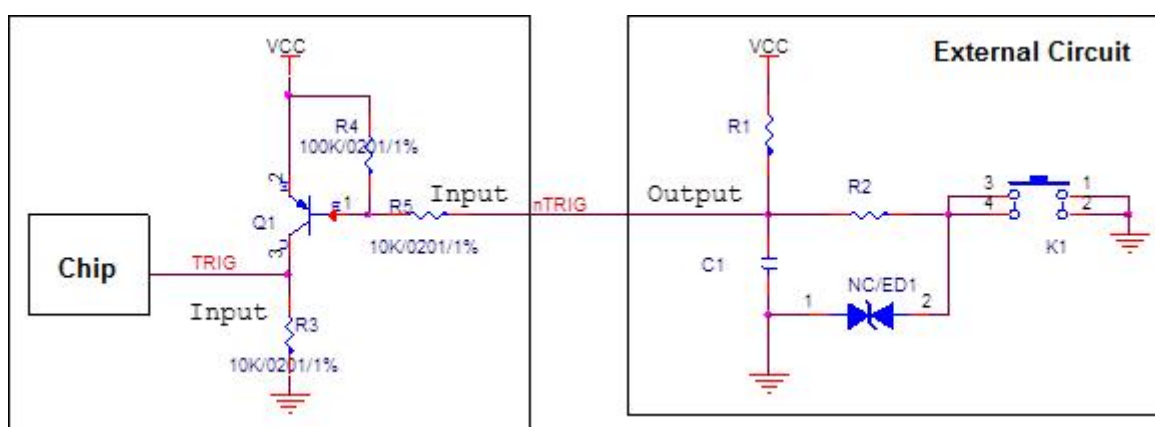 VCC
R4
100K/0201/1%
2
1
Q1
3
R5
10K/0201/1%
Input
nTRIG
Chip
TRIG
Input
R3
10K/0201/1%
External Circuit
VCC
R1
Output
R2
3
4
1
2
K1
C1
NC/ED1
1
2